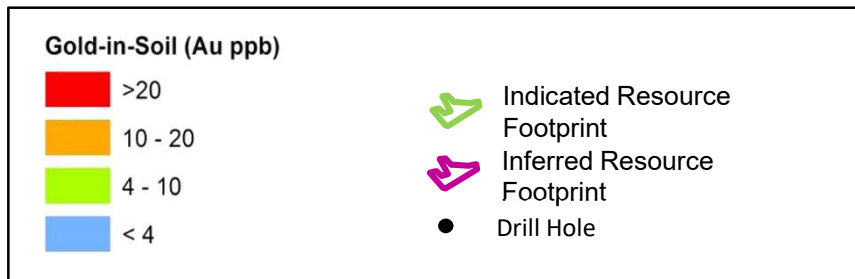 Gold-in-Soil (Au ppb)
>20
10 - 20
4 - 10
< 4
Indicated Resource
Footprint
Inferred Resource
Footprint
Drill Hole